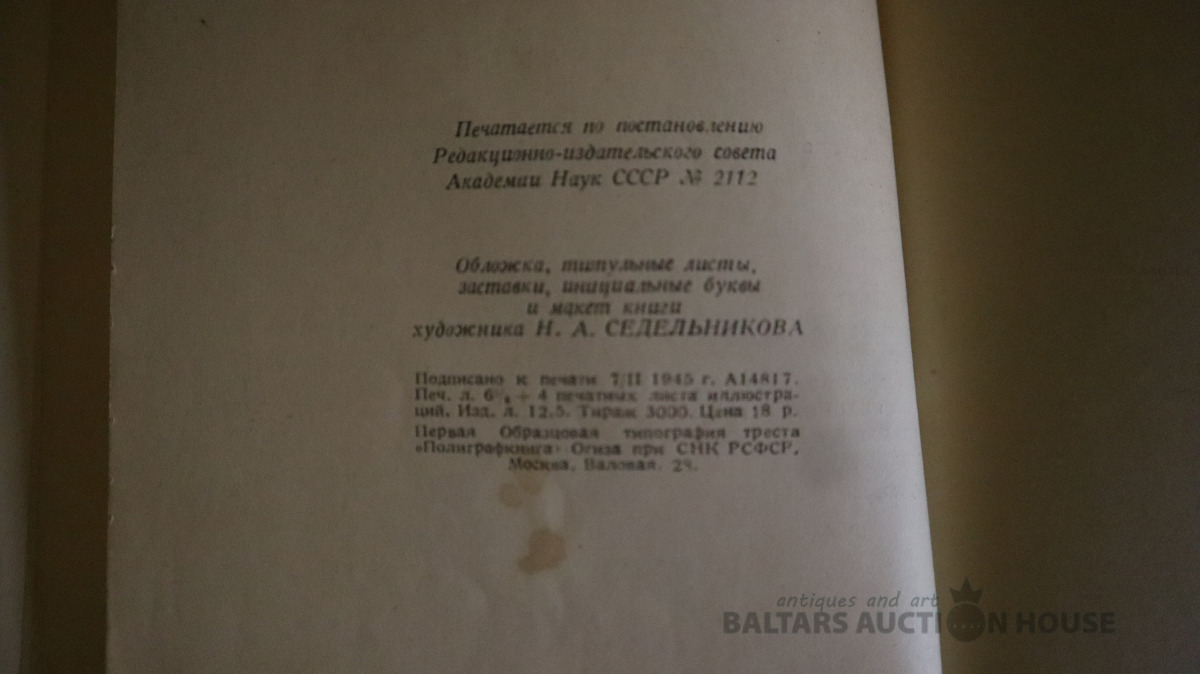 Печатается по постановлению
Редакционно-издательского совета
Академии Наук СССР № 2112
Обложка, титульные листы,
заставки, инициальные буквы
и макет книги
художника Н. А. СЕДЕЛЬНИКОВА
Подписано к печати 7/II 1945 г. А14817.
Печ. л. + 4 печатных листа иллюстра-
ций. Изд. л. 12,5. Тираж 3000. Цена 18 р.
Первая Образцовая типография треста
«Полиграфкнига» Огиза при СНК РСФСР.
Москва, Валовая, 28.
antiques and art
BALTARS AUCTION HOUSE